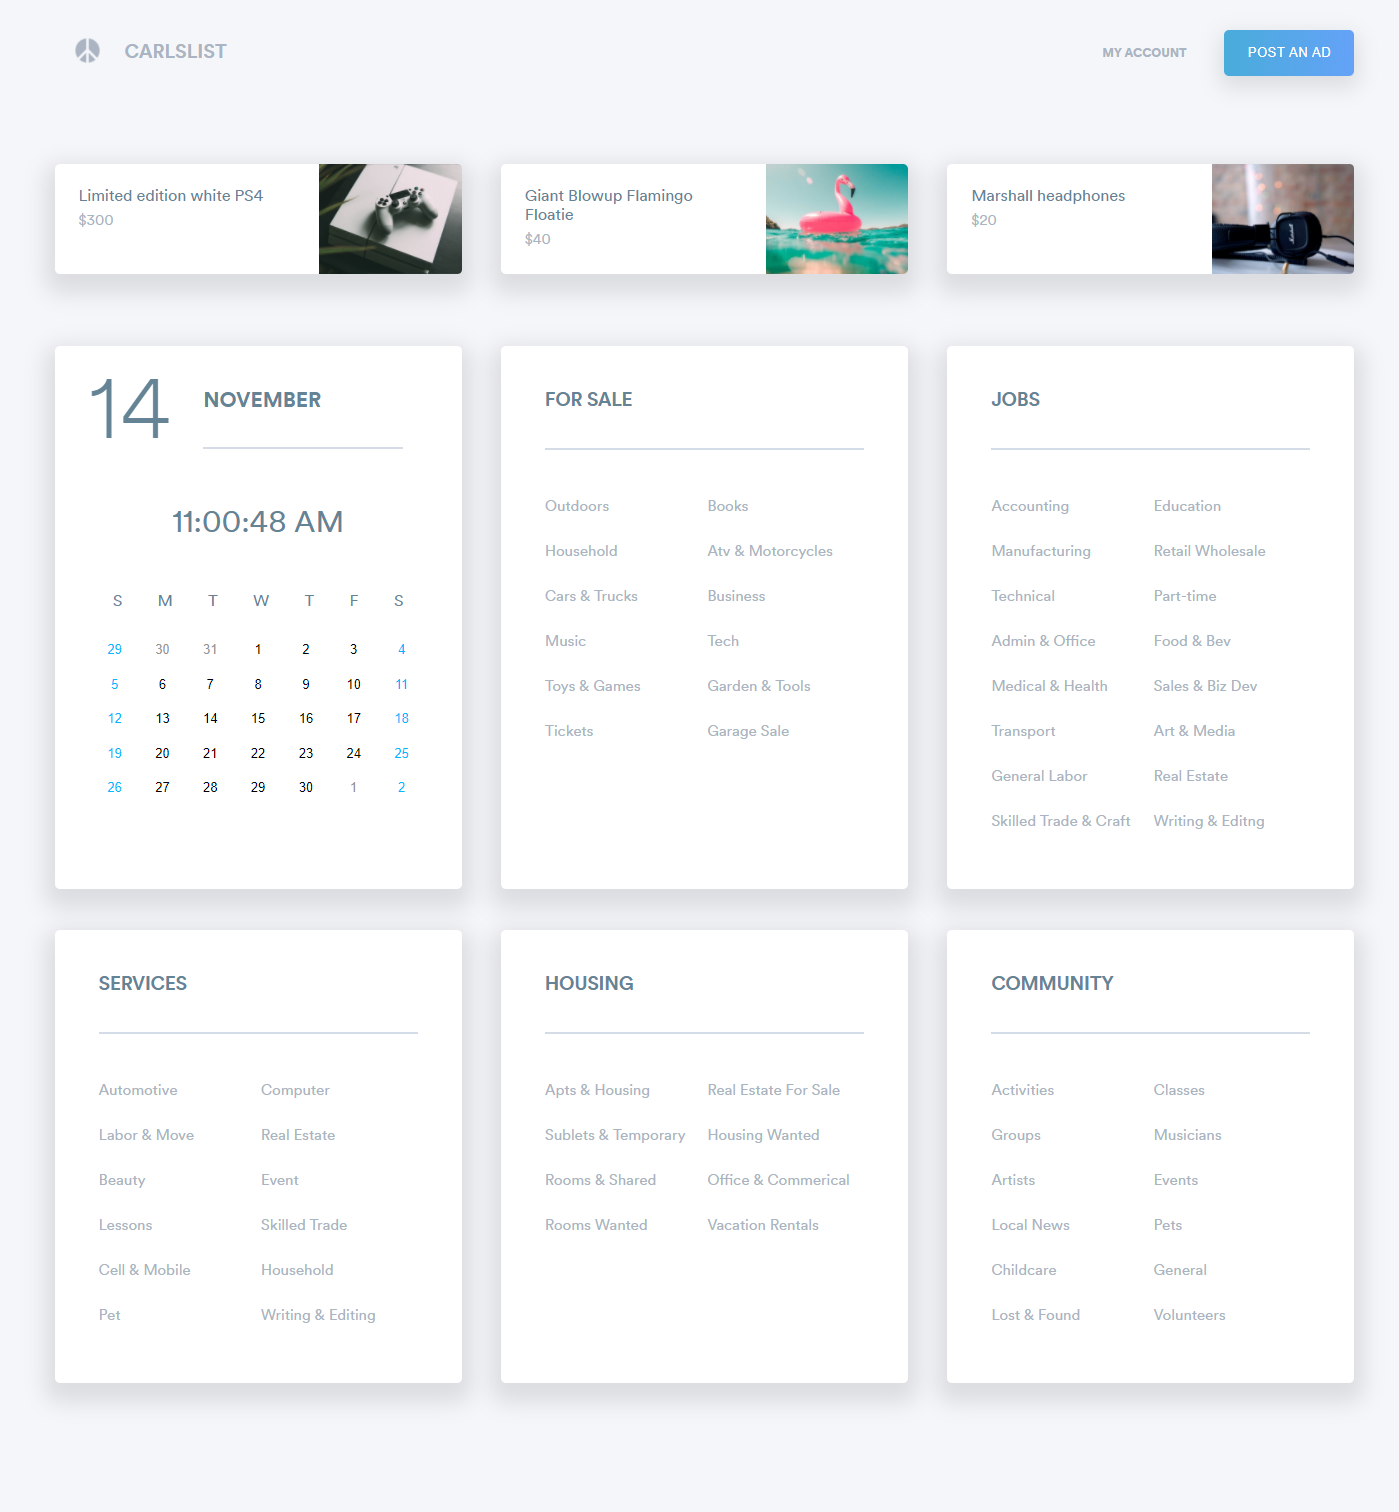 CARLSLIST
MY ACCOUNT
POST AN AD
Limited edition white PS4
$300
Giant Blowup Flamingo
Floatie
$40
Marshall headphones
$20
Marshall
14
NOVEMBER
11:00:48 AM
S M T W T F S
29 30 31 1 2 3 4
5 6 7 8 9 10 11
12 13 14 15 16 17 18
19 20 21 22 23 24 25
26 27 28 29 30 1 2
FOR SALE
Outdoors Books
Household Atv & Motorcycles
Cars & Trucks Business
Music Tech
Toys & Games Garden & Tools
Tickets Garage Sale
JOBS
Accounting Education
Manufacturing Retail Wholesale
Technical Part-time
Admin & Office Food & Bev
Medical & Health Sales & Biz Dev
Transport Art & Media
General Labor Real Estate
Skilled Trade & Craft Writing & Editng
SERVICES
Automotive Computer
Labor & Move Real Estate
Beauty Event
Lessons Skilled Trade
Cell & Mobile Household
Pet Writing & Editing
HOUSING
Apts & Housing Real Estate For Sale
Sublets & Temporary Housing Wanted
Rooms & Shared Office & Commerical
Rooms Wanted Vacation Rentals
COMMUNITY
Activities Classes
Groups Musicians
Artists Events
Local News Pets
Childcare General
Lost & Found Volunteers